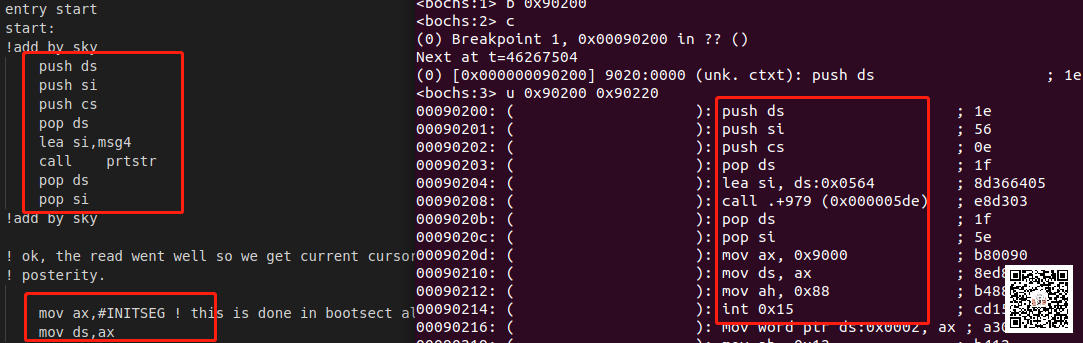 entry start
start:
!add by sky
push ds
push si
push cs
pop ds
lea si,msg4
call    prtstr
pop ds
pop si
!add by sky
! ok, the read went well so we get current cursor
! posterity.
mov ax,#INITSEG ! this is done in bootsect al
mov ds,ax
<bochs:1> b 0x90200
<bochs:2> c
(0) Breakpoint 1, 0x00090200 in ?? ()
Next at t=46267504
(0) [0x000000090200] 9020:0000 (unk. ctxt): push ds ; 1e
<bochs:3> u 0x90200 0x90220
00090200: ( ): push ds ; 1e
00090201: ( ): push si ; 56
00090202: ( ): push cs ; 0e
00090203: ( ): pop ds ; 1f
00090204: ( ): lea si, ds:0x0564 ; 8d366405
00090208: ( ): call .+979 (0x000005de) ; e8d303
0009020b: ( ): pop ds ; 1f
0009020c: ( ): pop si ; 5e
0009020d: ( ): mov ax, 0x9000 ; b80090
00090210: ( ): mov ds, ax ; 8ed8
00090212: ( ): mov ah, 0x88 ; b488
00090214: ( ): int 0x15 ; cd15
00090216: ( ): mov word ptr ds:0x0002, ax ; a30